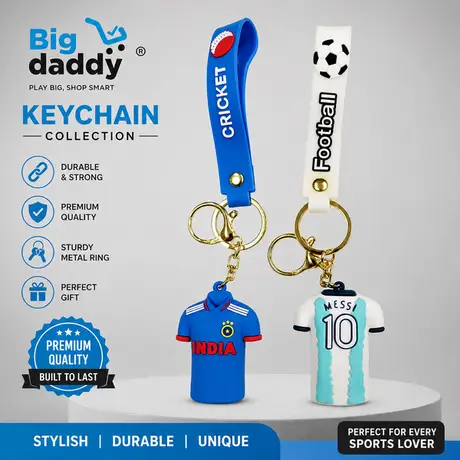 Big
daddy®
PLAY BIG, SHOP SMART
KEYCHAIN
COLLECTION
DURABLE
& STRONG
PREMIUM
QUALITY
STURDY
METAL RING
PERFECT
GIFT
PREMIUM
QUALITY
BUILT TO LAST
CRICKET
Football
INDIA
MESSI
10
STYLISH | DURABLE | UNIQUE
PERFECT FOR EVERY
SPORTS LOVER